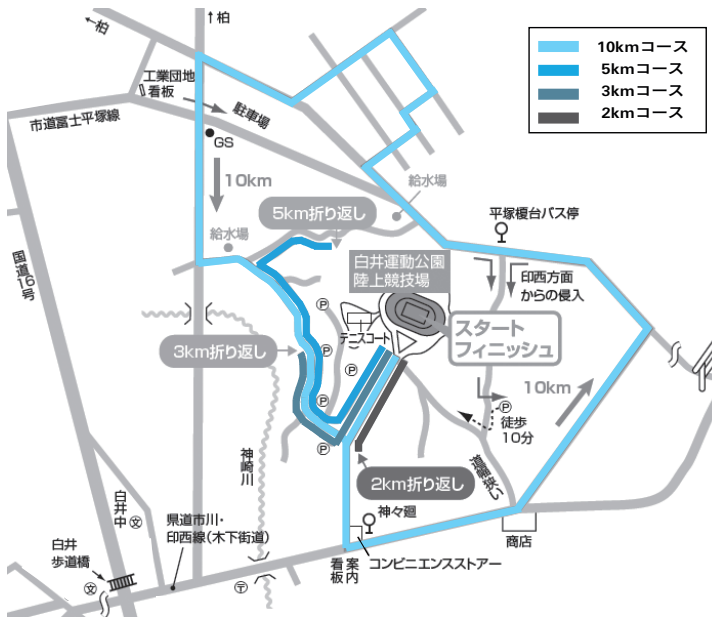 ←柏
↑柏
10kmコース
5kmコース
3kmコース
2kmコース
工業団地
看板
駐車場
市道冨士平塚線
GS
10km
給水場
給水場
5km折り返し
平塚榎台バス停
国道16号
白井運動公園
陸上競技場
印西方面
からの侵入
P
テニスコート
スタート
フィニッシュ
3km折り返し
P
P
10km
P
徒歩
10分
P
P
神崎川
2km折り返し
白井中
文
県道市川・
印西線(木下街道)
神々廻
商店
白井
歩道橋
文
〒
案内
看板
コンビニエンスストアー